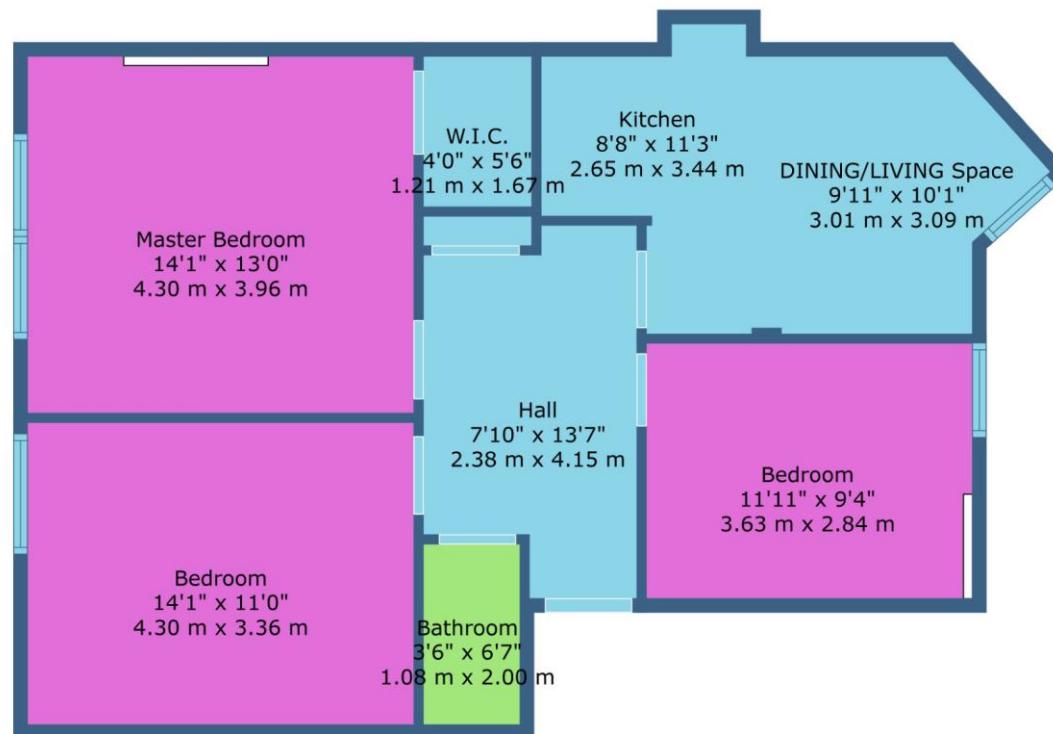 Master Bedroom
14'1" x 13'0"
4.30 m x 3.96 m
W.I.C.
4'0" x 5'6"
1.21 m x 1.67 m
Kitchen
8'8" x 11'3"
2.65 m x 3.44 m
DINING/LIVING Space
9'11" x 10'1"
3.01 m x 3.09 m
Hall
7'10" x 13'7"
2.38 m x 4.15 m
Bedroom
11'11" x 9'4"
3.63 m x 2.84 m
Bedroom
14'1" x 11'0"
4.30 m x 3.36 m
Bathroom
3'6" x 6'7"
1.08 m x 2.00 m